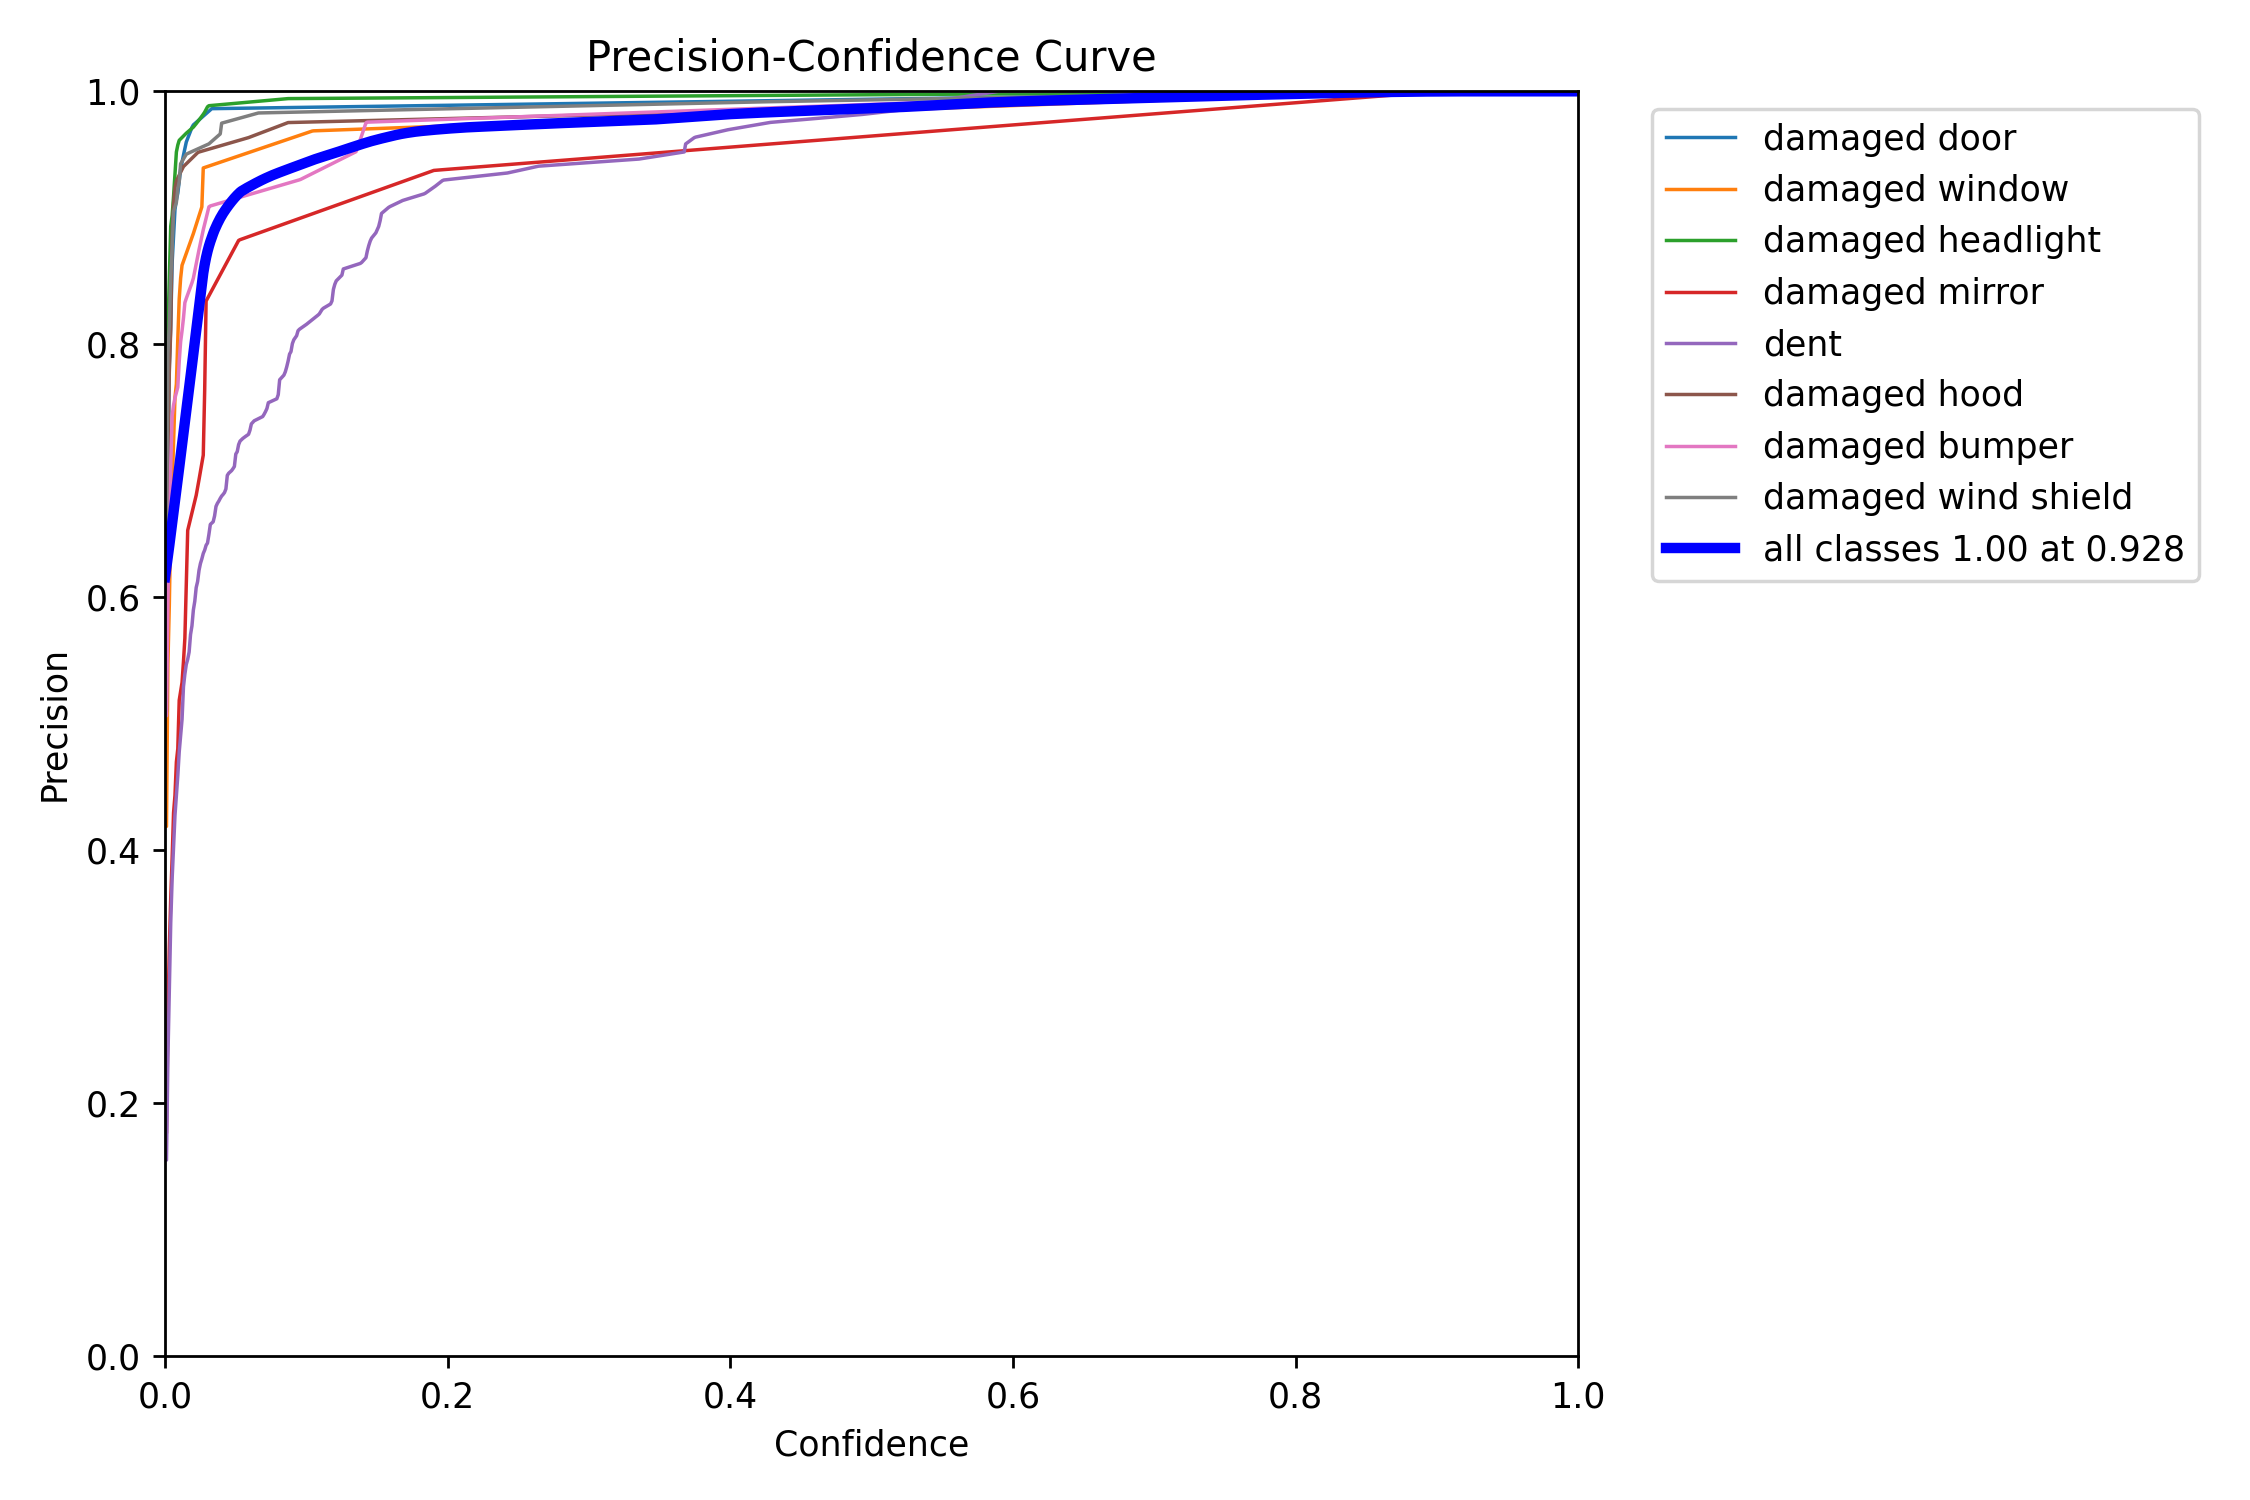 Precision-Confidence Curve
1.0
0.8
0.6
0.4
0.2
0.0
Precision
0.0 0.2 0.4 0.6 0.8 1.0
Confidence
damaged door
damaged window
damaged headlight
damaged mirror
dent
damaged hood
damaged bumper
damaged wind shield
all classes 1.00 at 0.928